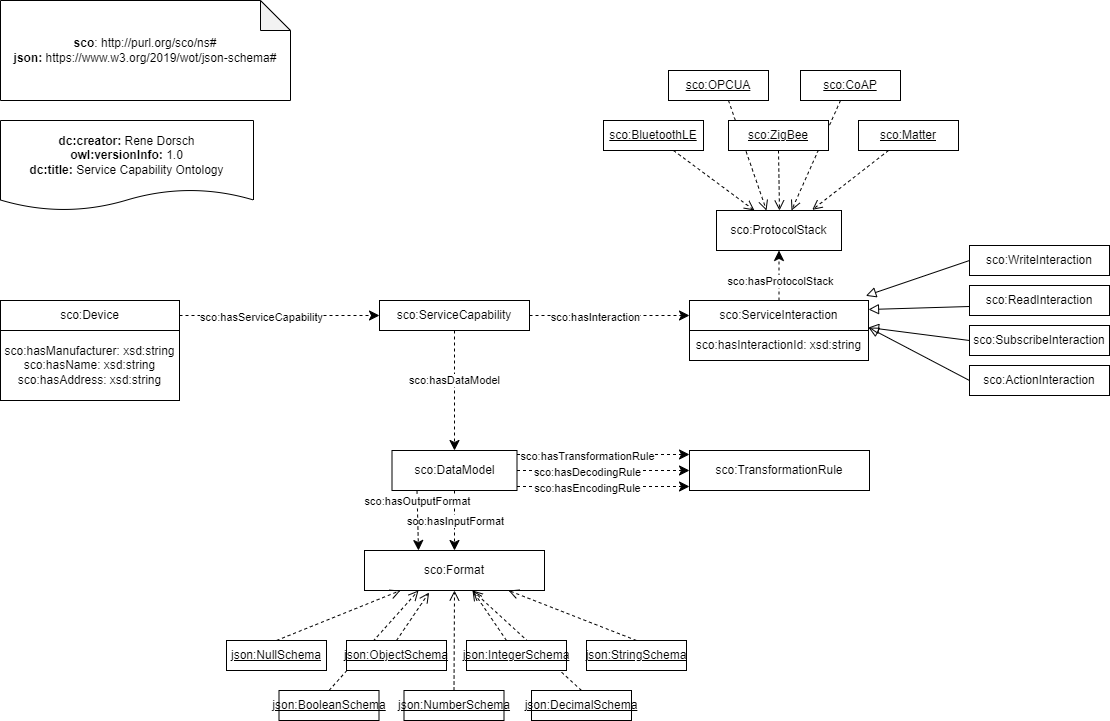 sco: http://purl.org/sco/ns#
json: https://www.w3.org/2019/wot/json-schema#
dc:creator: Rene Dorsch
owl:versionInfo: 1.0
dc:title: Service Capability Ontology
sco:OPCUA
sco:CoAP
sco:BluetoothLE
sco:ZigBee
sco:Matter
sco:ProtocolStack
sco:hasProtocolStack
sco:WriteInteraction
sco:ReadInteraction
sco:SubscribeInteraction
sco:ActionInteraction
sco:Device
sco:hasManufacturer: xsd:string
sco:hasName: xsd:string
sco:hasAddress: xsd:string
sco:hasServiceCapability
sco:ServiceCapability
sco:hasInteraction
sco:ServiceInteraction
sco:hasInteractionId: xsd:string
sco:hasDataModel
sco:DataModel
sco:hasTransformationRule
sco:hasDecodingRule
sco:hasEncodingRule
sco:TransformationRule
sco:hasOutputFormat
sco:hasInputFormat
sco:Format
json:NullSchema
json:ObjectSchema
json:IntegerSchema
json:StringSchema
json:BooleanSchema
json:NumberSchema
json:DecimalSchema